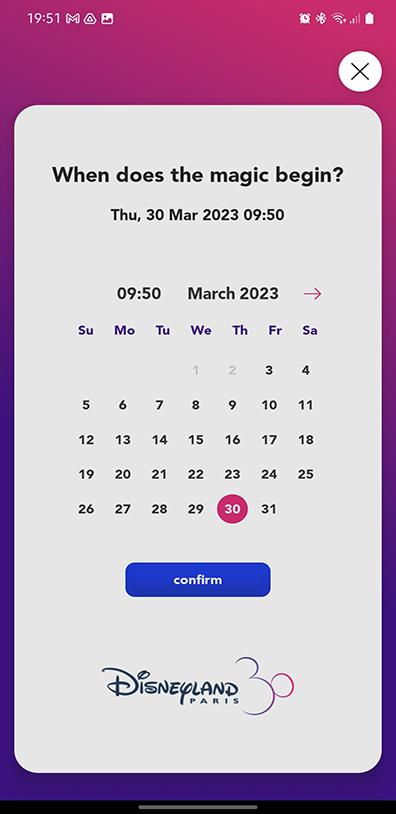 19:51
When does the magic begin?
Thu, 30 Mar 2023 09:50
09:50 March 2023
Su Mo Tu We Th Fr Sa
1 2 3 4
5 6 7 8 9 10 11
12 13 14 15 16 17 18
19 20 21 22 23 24 25
26 27 28 29 30 31
confirm
Disneyland 30
PARIS